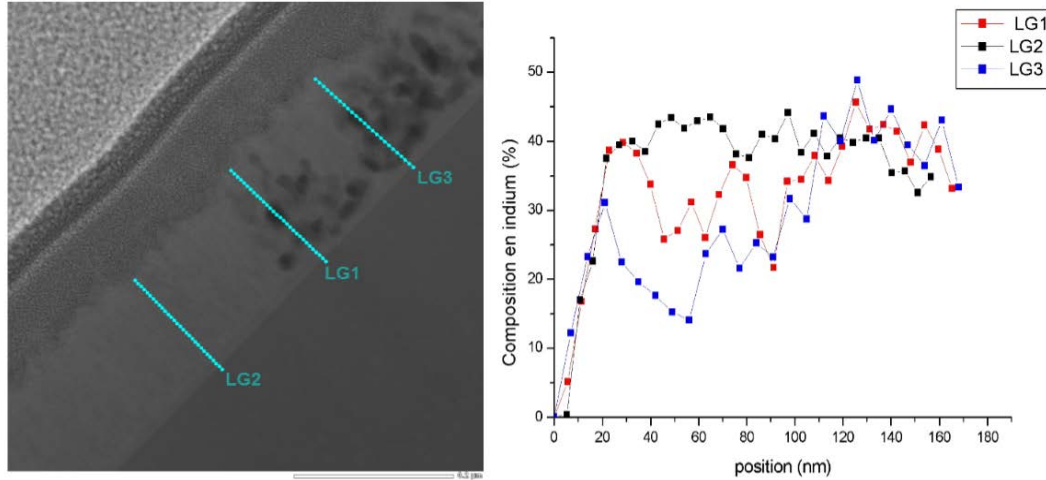 LG3
LG1
LG2
LG1
LG2
LG3
Composition en indium (%)
50
40
30
20
10
0
0 20 40 60 80 100 120 140 160 180
position (nm)